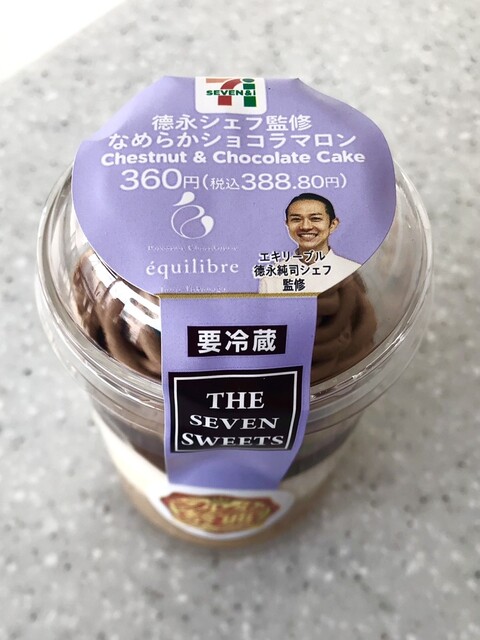 SEVEN&i
徳永シェフ監修
なめらかショコラマロン
Chestnut & Chocolate Cake
360円(税込388.80円)
équilibre
エキリーブル
徳永純司シェフ
監修
要冷蔵
THE
SEVEN
SWEETS